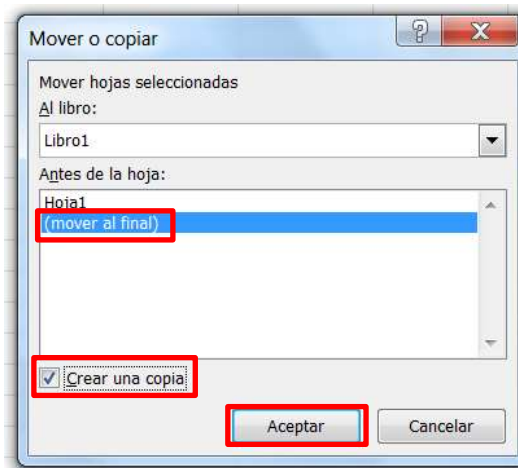 Mover o copiar
Mover hojas seleccionadas
Al libro:
Libro1
Antes de la hoja:
Hoja1
(mover al final)
Crear una copia
Aceptar Cancelar